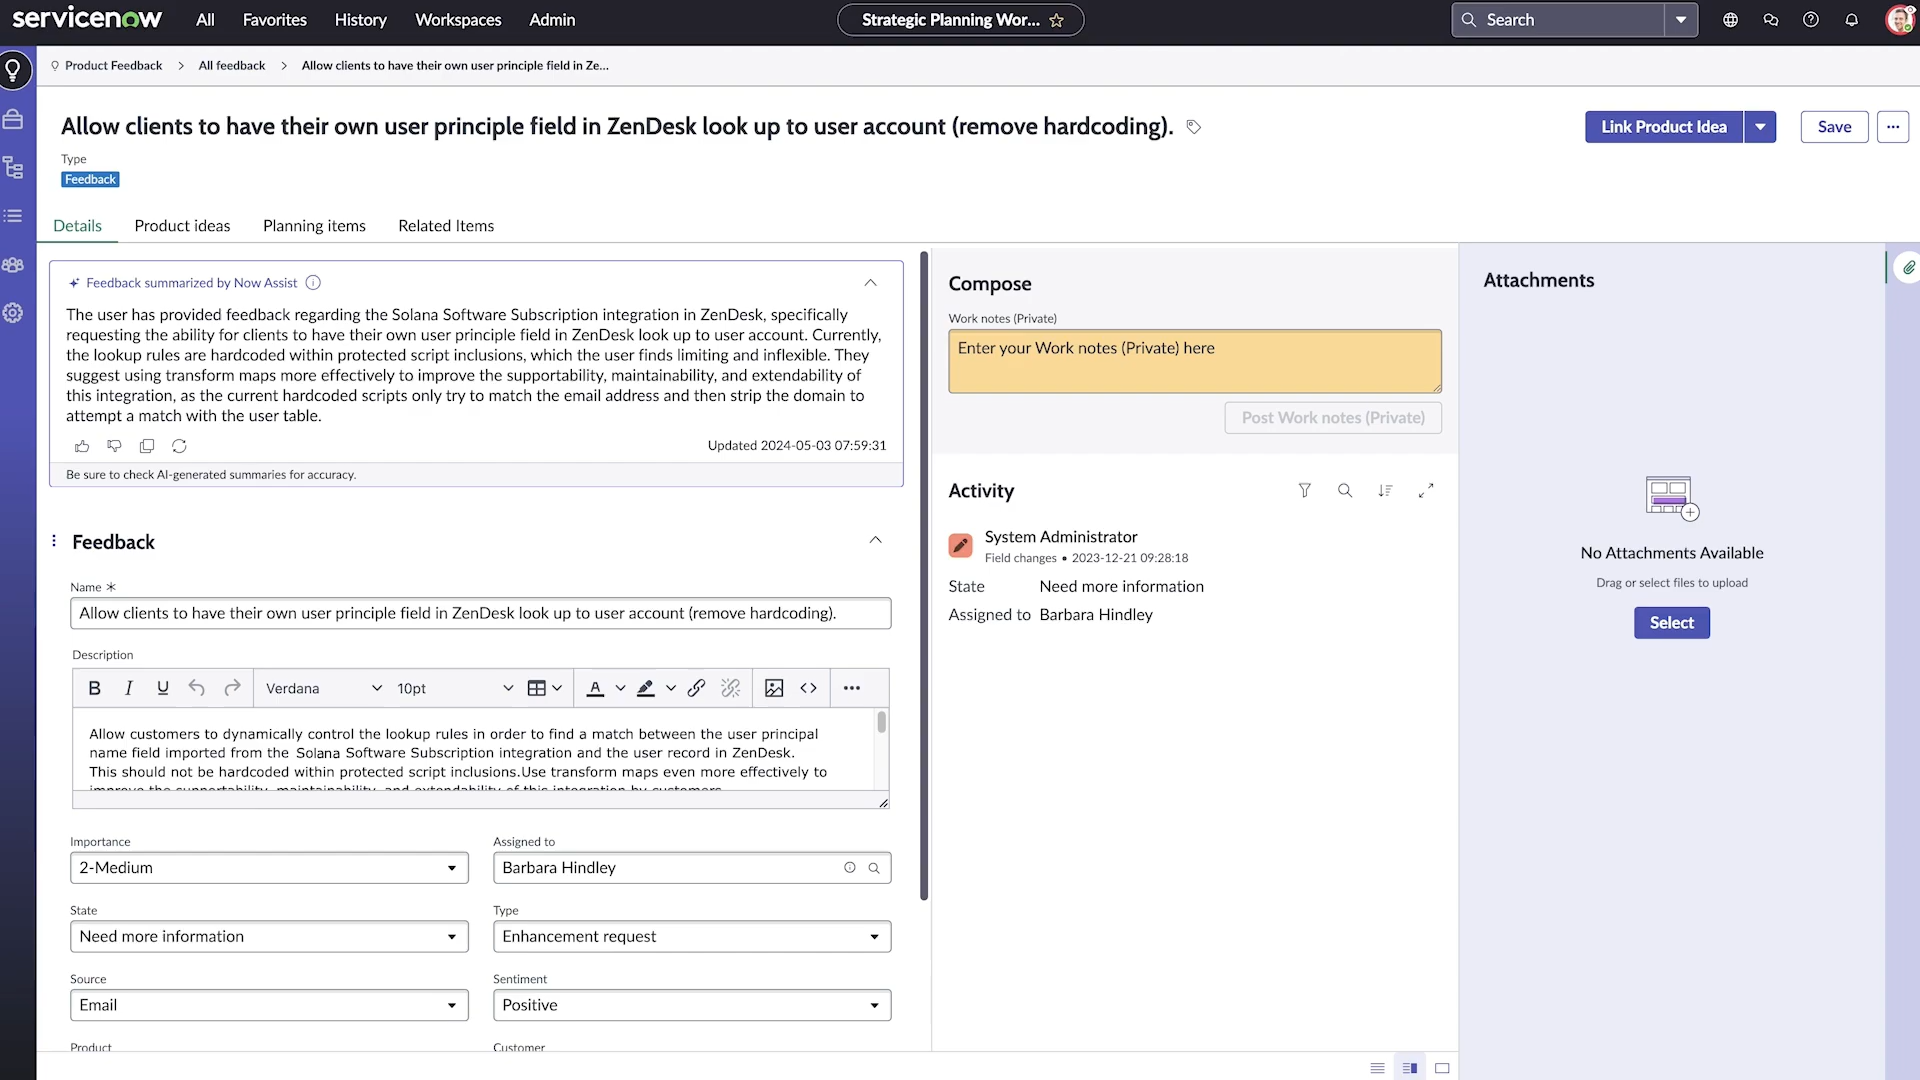 servicenow All Favorites History Workspaces Admin Strategic Planning Wor... Search
Product Feedback > All feedback > Allow clients to have their own user principle field in Ze...
Allow clients to have their own user principle field in ZenDesk look up to user account (remove hardcoding).
Link Product Idea Save
Type
Feedback
Details Product ideas Planning items Related Items
Feedback summarized by Now Assist
The user has provided feedback regarding the Solana Software Subscription integration in ZenDesk, specifically
requesting the ability for clients to have their own user principle field in ZenDesk look up to user account. Currently,
the lookup rules are hardcoded within protected script inclusions, which the user finds limiting and inflexible. They
suggest using transform maps more effectively to improve the supportability, maintainability, and extendability of
this integration, as the current hardcoded scripts only try to match the email address and then strip the domain to
attempt a match with the user table.
Updated 2024-05-03 07:59:31
Be sure to check AI-generated summaries for accuracy.
Feedback
Name *
Allow clients to have their own user principle field in ZenDesk look up to user account (remove hardcoding).
Description
B I U Verdana 10pt A
Allow customers to dynamically control the lookup rules in order to find a match between the user principal
name field imported from the Solana Software Subscription integration and the user record in ZenDesk.
This should not be hardcoded within protected script inclusions.Use transform maps even more effectively to
improve the supportability, maintainability, and extendability of this integration by customers.
Importance
2-Medium
Assigned to
Barbara Hindley
State
Need more information
Type
Enhancement request
Source
Email
Sentiment
Positive
Product
Customer
Compose
Work notes (Private)
Enter your Work notes (Private) here
Post Work notes (Private)
Activity
System Administrator
Field changes • 2023-12-21 09:28:18
State Need more information
Assigned to Barbara Hindley
Attachments
No Attachments Available
Drag or select files to upload
Select